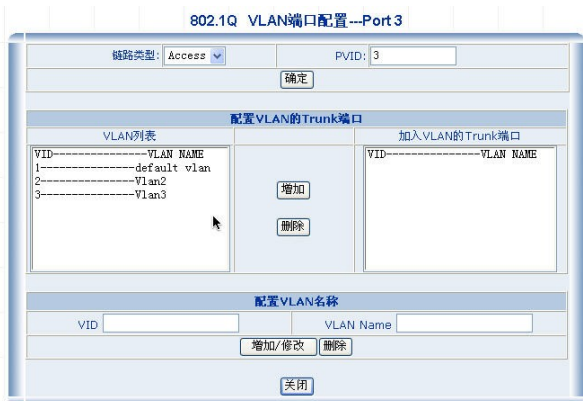 802.1Q VLAN端口配置---Port 3
链路类型: Access PVID: 3
确定
配置VLAN的Trunk端口
VLAN列表 加入VLAN的Trunk端口
VID---------------VLAN NAME VID---------------VLAN NAME
1---------------default vlan
2---------------Vlan2
3---------------Vlan3
增加
删除
配置VLAN名称
VID VLAN Name
增加/修改 删除
关闭